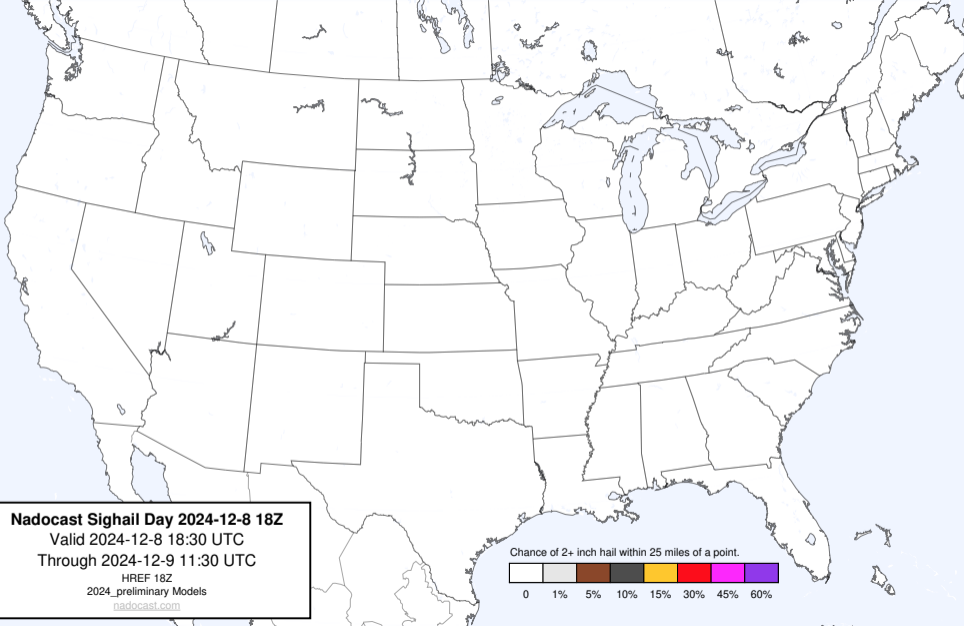 Nadocast Sighail Day 2024-12-8 18Z
Valid 2024-12-8 18:30 UTC
Through 2024-12-9 11:30 UTC
HREF 18Z
2024_preliminary Models
nadocast.com
Chance of 2+ inch hail within 25 miles of a point.
0 1% 5% 10% 15% 30% 45% 60%